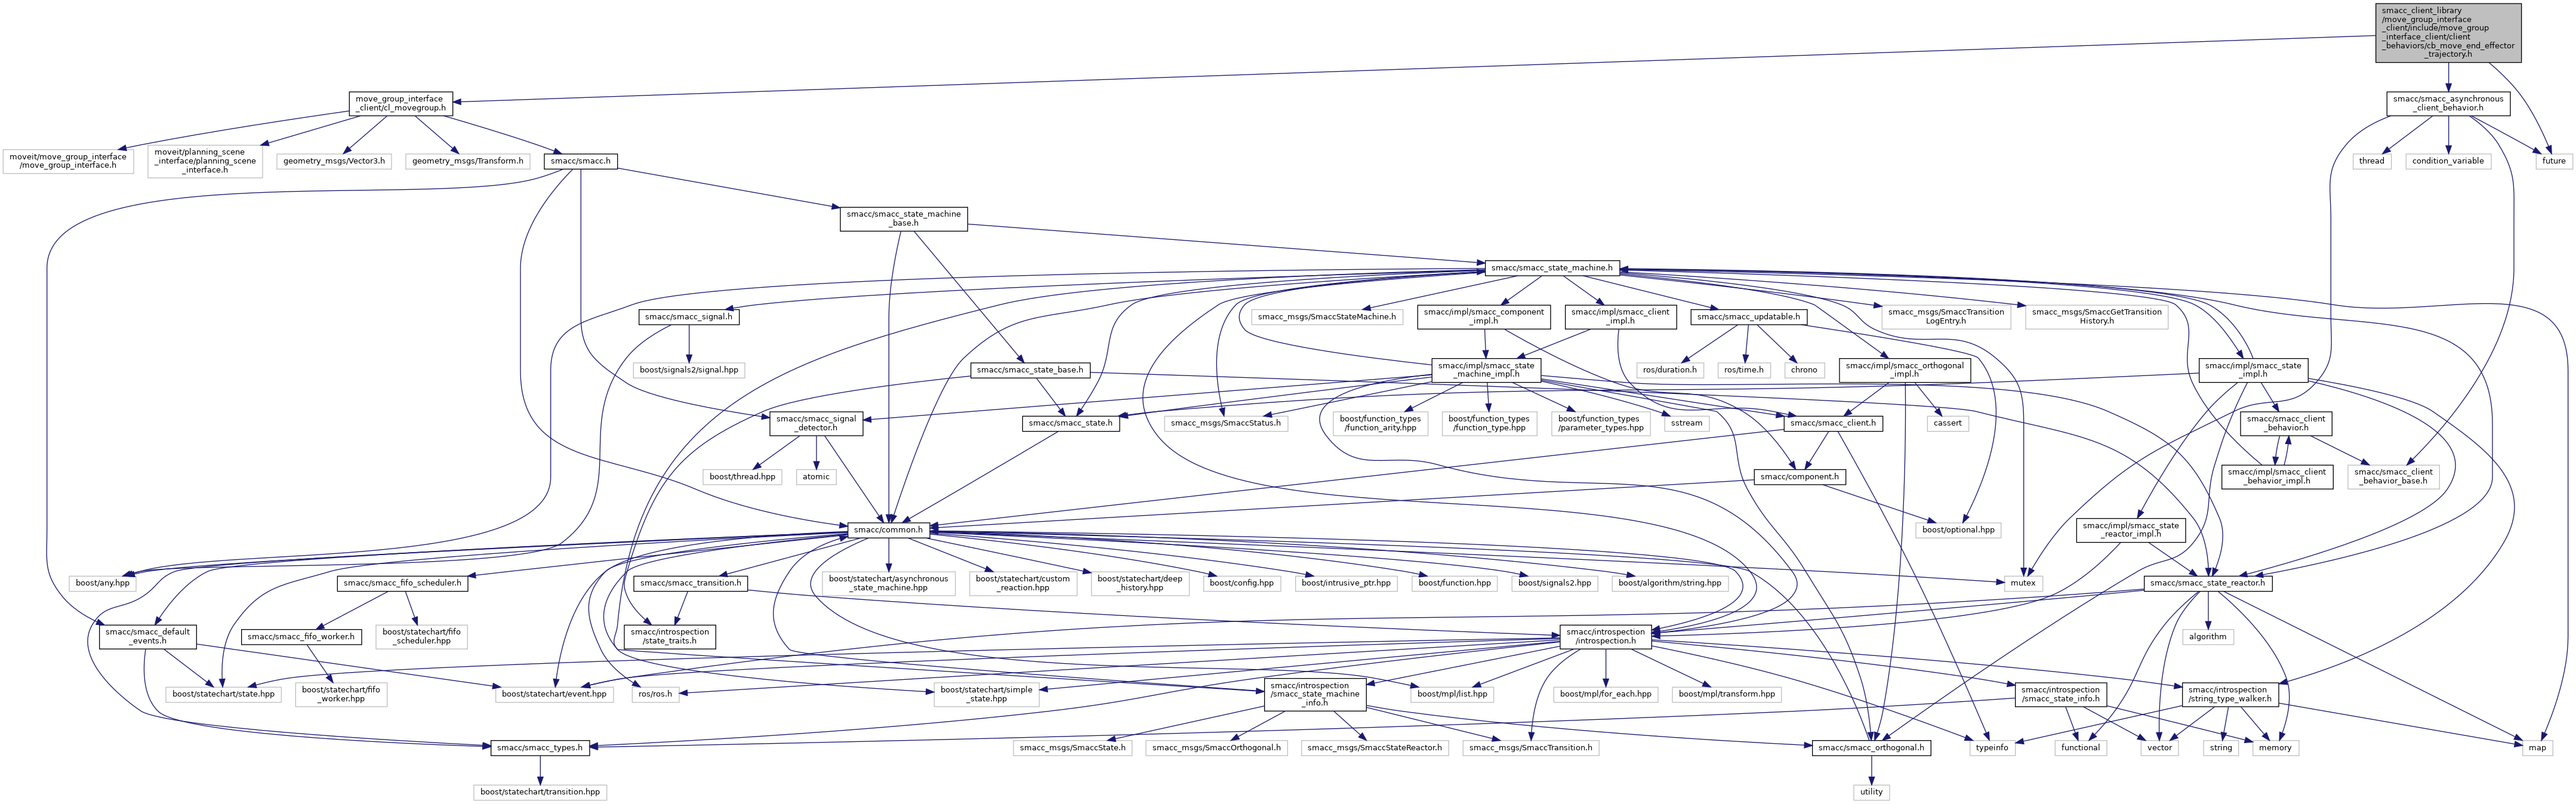 smacc_client_library
/move_group_interface
_client/include/move_group
_interface_client/client
_behaviors/cb_move_end_effector
_trajectory.h
move_group_interface
_client/cl_movegroup.h
smacc/smacc_asynchronous
_client_behavior.h
moveit/move_group_interface
/move_group_interface.h
moveit/planning_scene
_interface/planning_scene
_interface.h
geometry_msgs/Vector3.h
geometry_msgs/Transform.h
smacc/smacc.h
thread
condition_variable
future
smacc/smacc_state_machine
_base.h
smacc/smacc_state_machine.h
smacc/smacc_signal.h
smacc_msgs/SmaccStateMachine.h
smacc/impl/smacc_component
_impl.h
smacc/impl/smacc_client
_impl.h
smacc/smacc_updatable.h
smacc_msgs/SmaccTransition
LogEntry.h
smacc_msgs/SmaccGetTransition
History.h
boost/signals2/signal.hpp
smacc/smacc_state_base.h
smacc/impl/smacc_state
_machine_impl.h
ros/duration.h
ros/time.h
chrono
smacc/impl/smacc_orthogonal
_impl.h
smacc/impl/smacc_state
_impl.h
smacc/smacc_signal
_detector.h
smacc/smacc_state.h
smacc_msgs/SmaccStatus.h
boost/function_types
/function_arity.hpp
boost/function_types
/function_type.hpp
boost/function_types
/parameter_types.hpp
sstream
smacc/smacc_client.h
cassert
smacc/smacc_client
_behavior.h
boost/thread.hpp
atomic
smacc/component.h
smacc/impl/smacc_client
_behavior_impl.h
smacc/smacc_client
_behavior_base.h
smacc/common.h
boost/optional.hpp
smacc/impl/smacc_state
_reactor_impl.h
boost/any.hpp
smacc/smacc_fifo_scheduler.h
smacc/smacc_transition.h
boost/statechart/asynchronous
_state_machine.hpp
boost/statechart/custom
_reaction.hpp
boost/statechart/deep
_history.hpp
boost/config.hpp
boost/intrusive_ptr.hpp
boost/function.hpp
boost/signals2.hpp
boost/algorithm/string.hpp
mutex
smacc/smacc_state_reactor.h
smacc/smacc_default
_events.h
smacc/smacc_fifo_worker.h
boost/statechart/fifo
_scheduler.hpp
smacc/introspection
/state_traits.h
smacc/introspection
/introspection.h
algorithm
boost/statechart/state.hpp
boost/statechart/fifo
_worker.hpp
boost/statechart/event.hpp
ros/ros.h
boost/statechart/simple
_state.hpp
smacc/introspection
/smacc_state_machine
_info.h
boost/mpl/list.hpp
boost/mpl/for_each.hpp
boost/mpl/transform.hpp
smacc/introspection
/smacc_state_info.h
smacc/introspection
/string_type_walker.h
smacc/smacc_types.h
smacc_msgs/SmaccState.h
smacc_msgs/SmaccOrthogonal.h
smacc_msgs/SmaccStateReactor.h
smacc_msgs/SmaccTransition.h
smacc/smacc_orthogonal.h
typeinfo
functional
vector
string
memory
map
boost/statechart/transition.hpp
utility